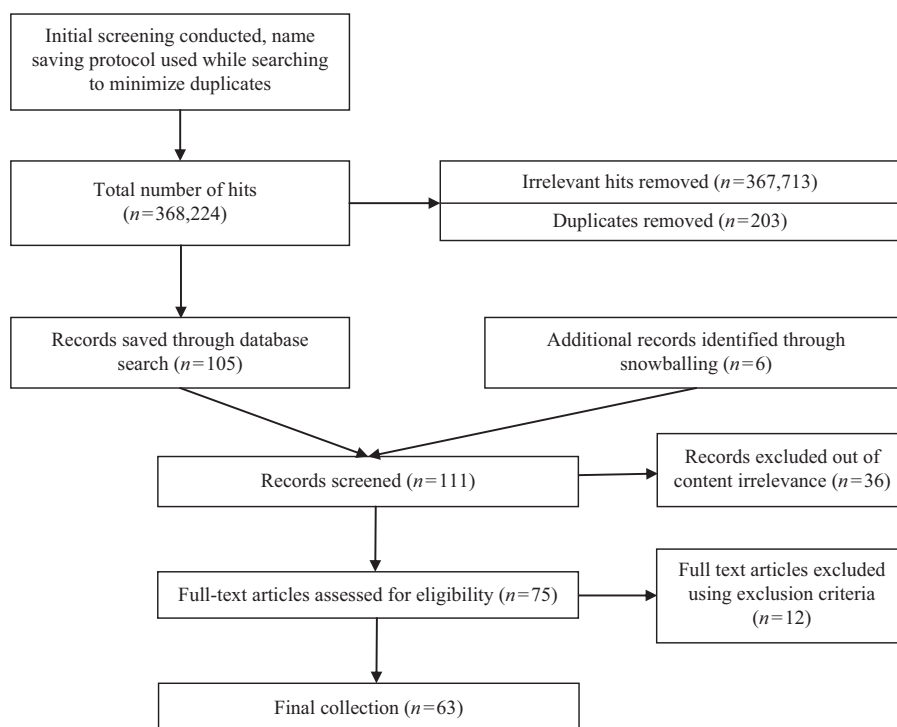 Initial screening conducted, name
saving protocol used while searching
to minimize duplicates
Total number of hits
(n=368,224)
Irrelevant hits removed (n=367,713)
Duplicates removed (n=203)
Records saved through database
search (n=105)
Additional records identified through
snowballing (n=6)
Records screened (n=111)
Records excluded out of
content irrelevance (n=36)
Full-text articles assessed for eligibility (n=75)
Full text articles excluded
using exclusion criteria
(n=12)
Final collection (n=63)